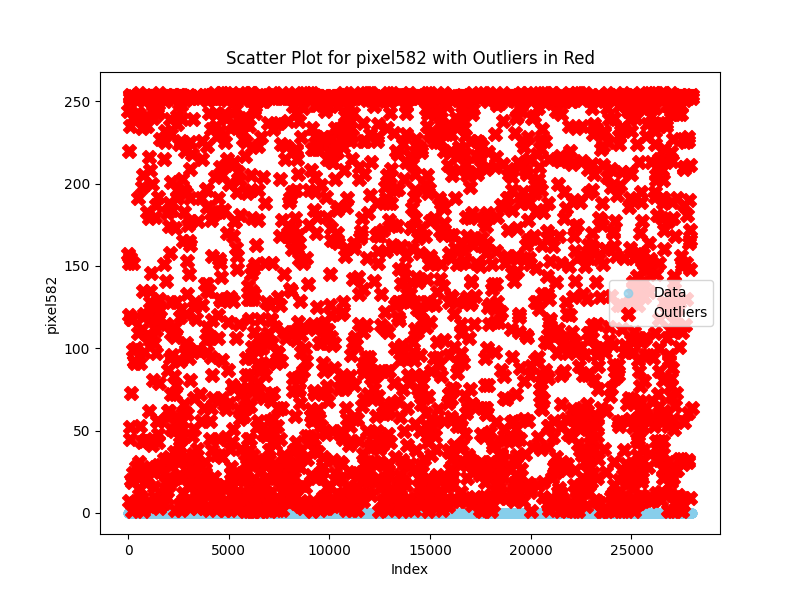 Scatter Plot for pixel582 with Outliers in Red
250
200
150
100
50
0
pixel582
Data
Outliers
0 5000 10000 15000 20000 25000
Index